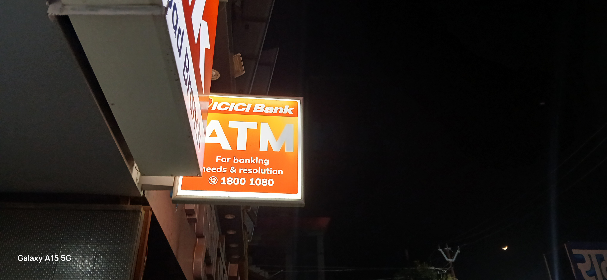 ICICI Bank
ATM
For banking
needs & resolution
@ 1800 1080
Galaxy A15 5G